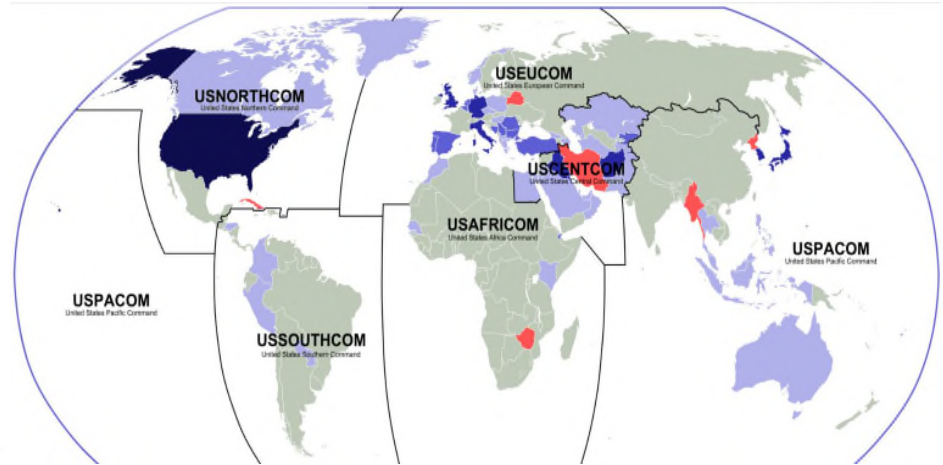 USEUCOM
United States European Command
USNORTHCOM
United States Northern Command
USCENTCOM
United States Central Command
USAFRICOM
United States Africa Command
USPACOM
United States Pacific Command
USPACOM
United States Pacific Command
USSOUTHCOM
United States Southern Command